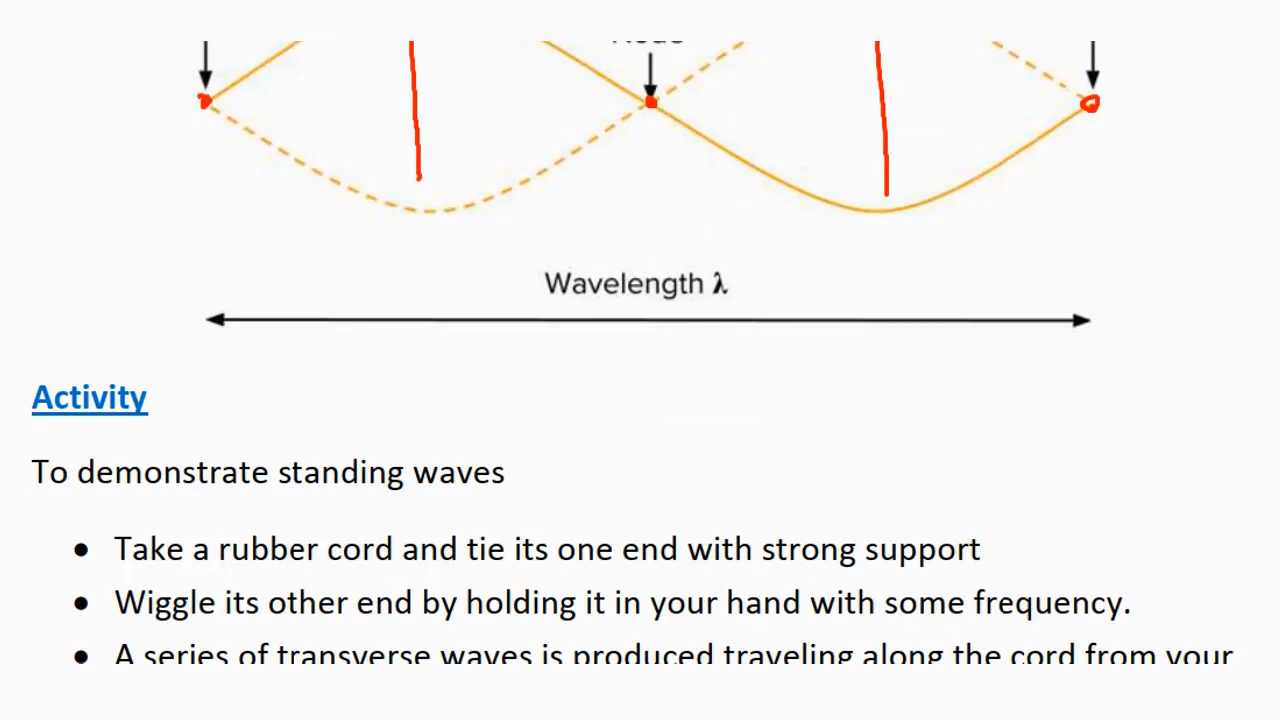 Wavelength λ
Activity
To demonstrate standing waves
• Take a rubber cord and tie its one end with strong support
• Wiggle its other end by holding it in your hand with some frequency.
• A series of transverse waves is produced traveling along the cord from your